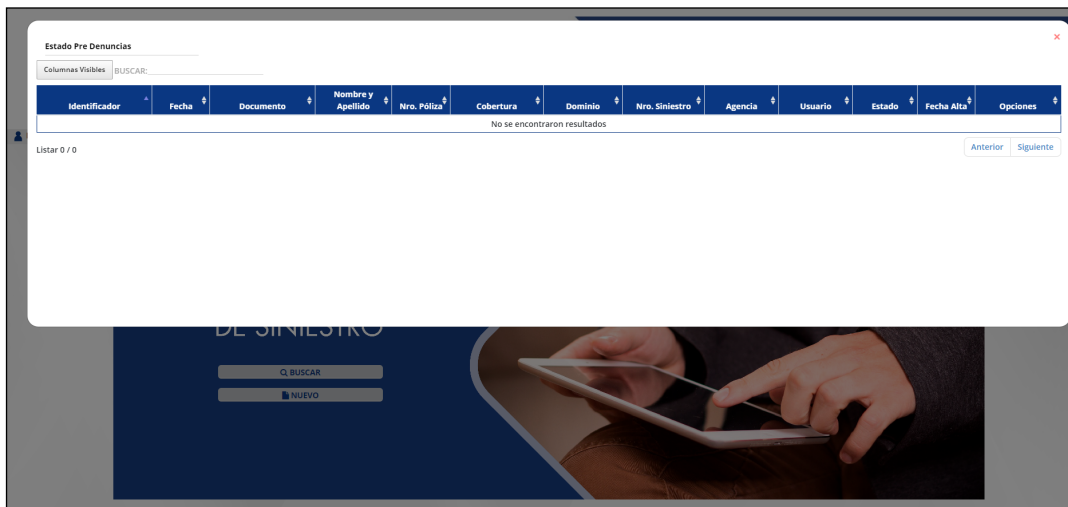 Estado Pre Denuncias
×
Columnas Visibles BUSCAR:
Identificador Fecha Documento Nombre y Apellido Nro. Póliza Cobertura Dominio Nro. Siniestro Agencia Usuario Estado Fecha Alta Opciones
No se encontraron resultados
Listar 0 / 0
Anterior Siguiente
DE SINIESTRO
BUSCAR
NUEVO